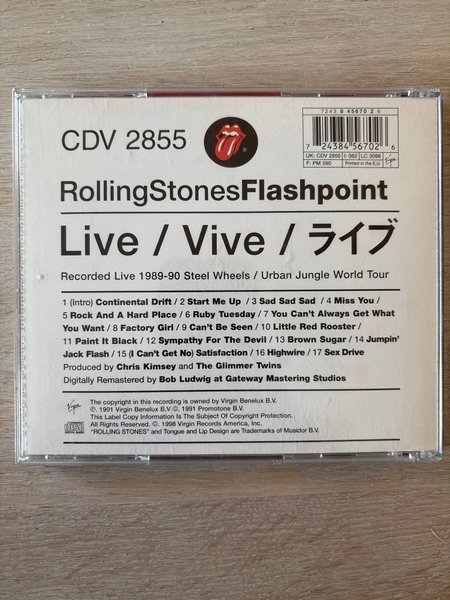 7243 8 45670 2 6
CDV 2855
7 24384 56702 6
UK: CDV 2855 I: 082 LC 3098
F: PM 590 Printed in the E.U.
Virgin
RollingStonesFlashpoint
Live / Vive / ライブ
Recorded Live 1989-90 Steel Wheels / Urban Jungle World Tour
1 (Intro) Continental Drift / 2 Start Me Up / 3 Sad Sad Sad / 4 Miss You /
5 Rock And A Hard Place / 6 Ruby Tuesday / 7 You Can't Always Get What
You Want / 8 Factory Girl / 9 Can't Be Seen / 10 Little Red Rooster /
11 Paint It Black / 12 Sympathy For The Devil / 13 Brown Sugar / 14 Jumpin'
Jack Flash / 15 (I Can't Get No) Satisfaction / 16 Highwire / 17 Sex Drive
Produced by Chris Kimsey and The Glimmer Twins
Digitally Remastered by Bob Ludwig at Gateway Mastering Studios
Virgin
The copyright in this recording is owned by Virgin Benelux B.V.
℗. 1991 Virgin Benelux B.V. ©. 1991 Promotone B.V.
This Label Copy Information Is The Subject Of Copyright Protection.
All Rights Reserved. ©. 1998 Virgin Records America, Inc.
"ROLLING STONES" and Tongue and Lip Design are Trademarks of Musidor B.V.